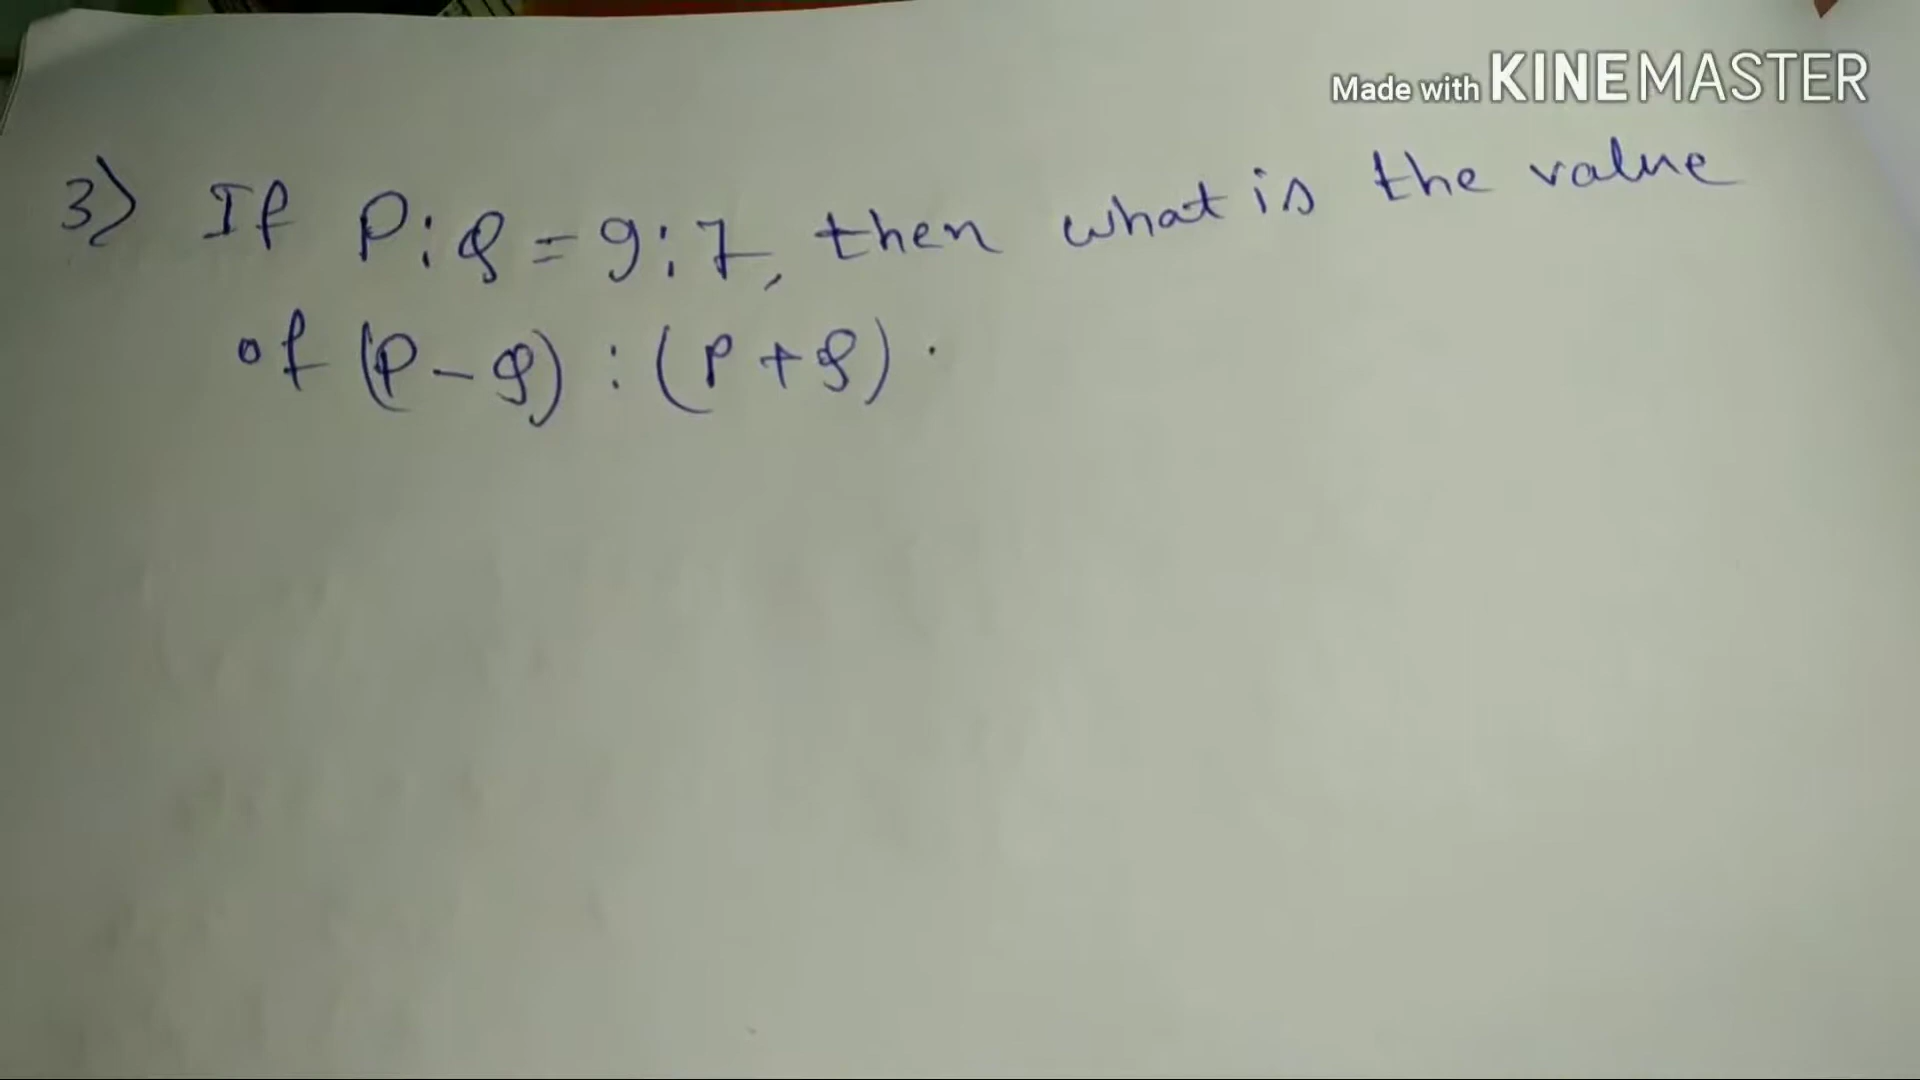 Made with KINEMASTER
3) If P:Q = 9:7, then what is the value
of (P-Q) : (P+Q).